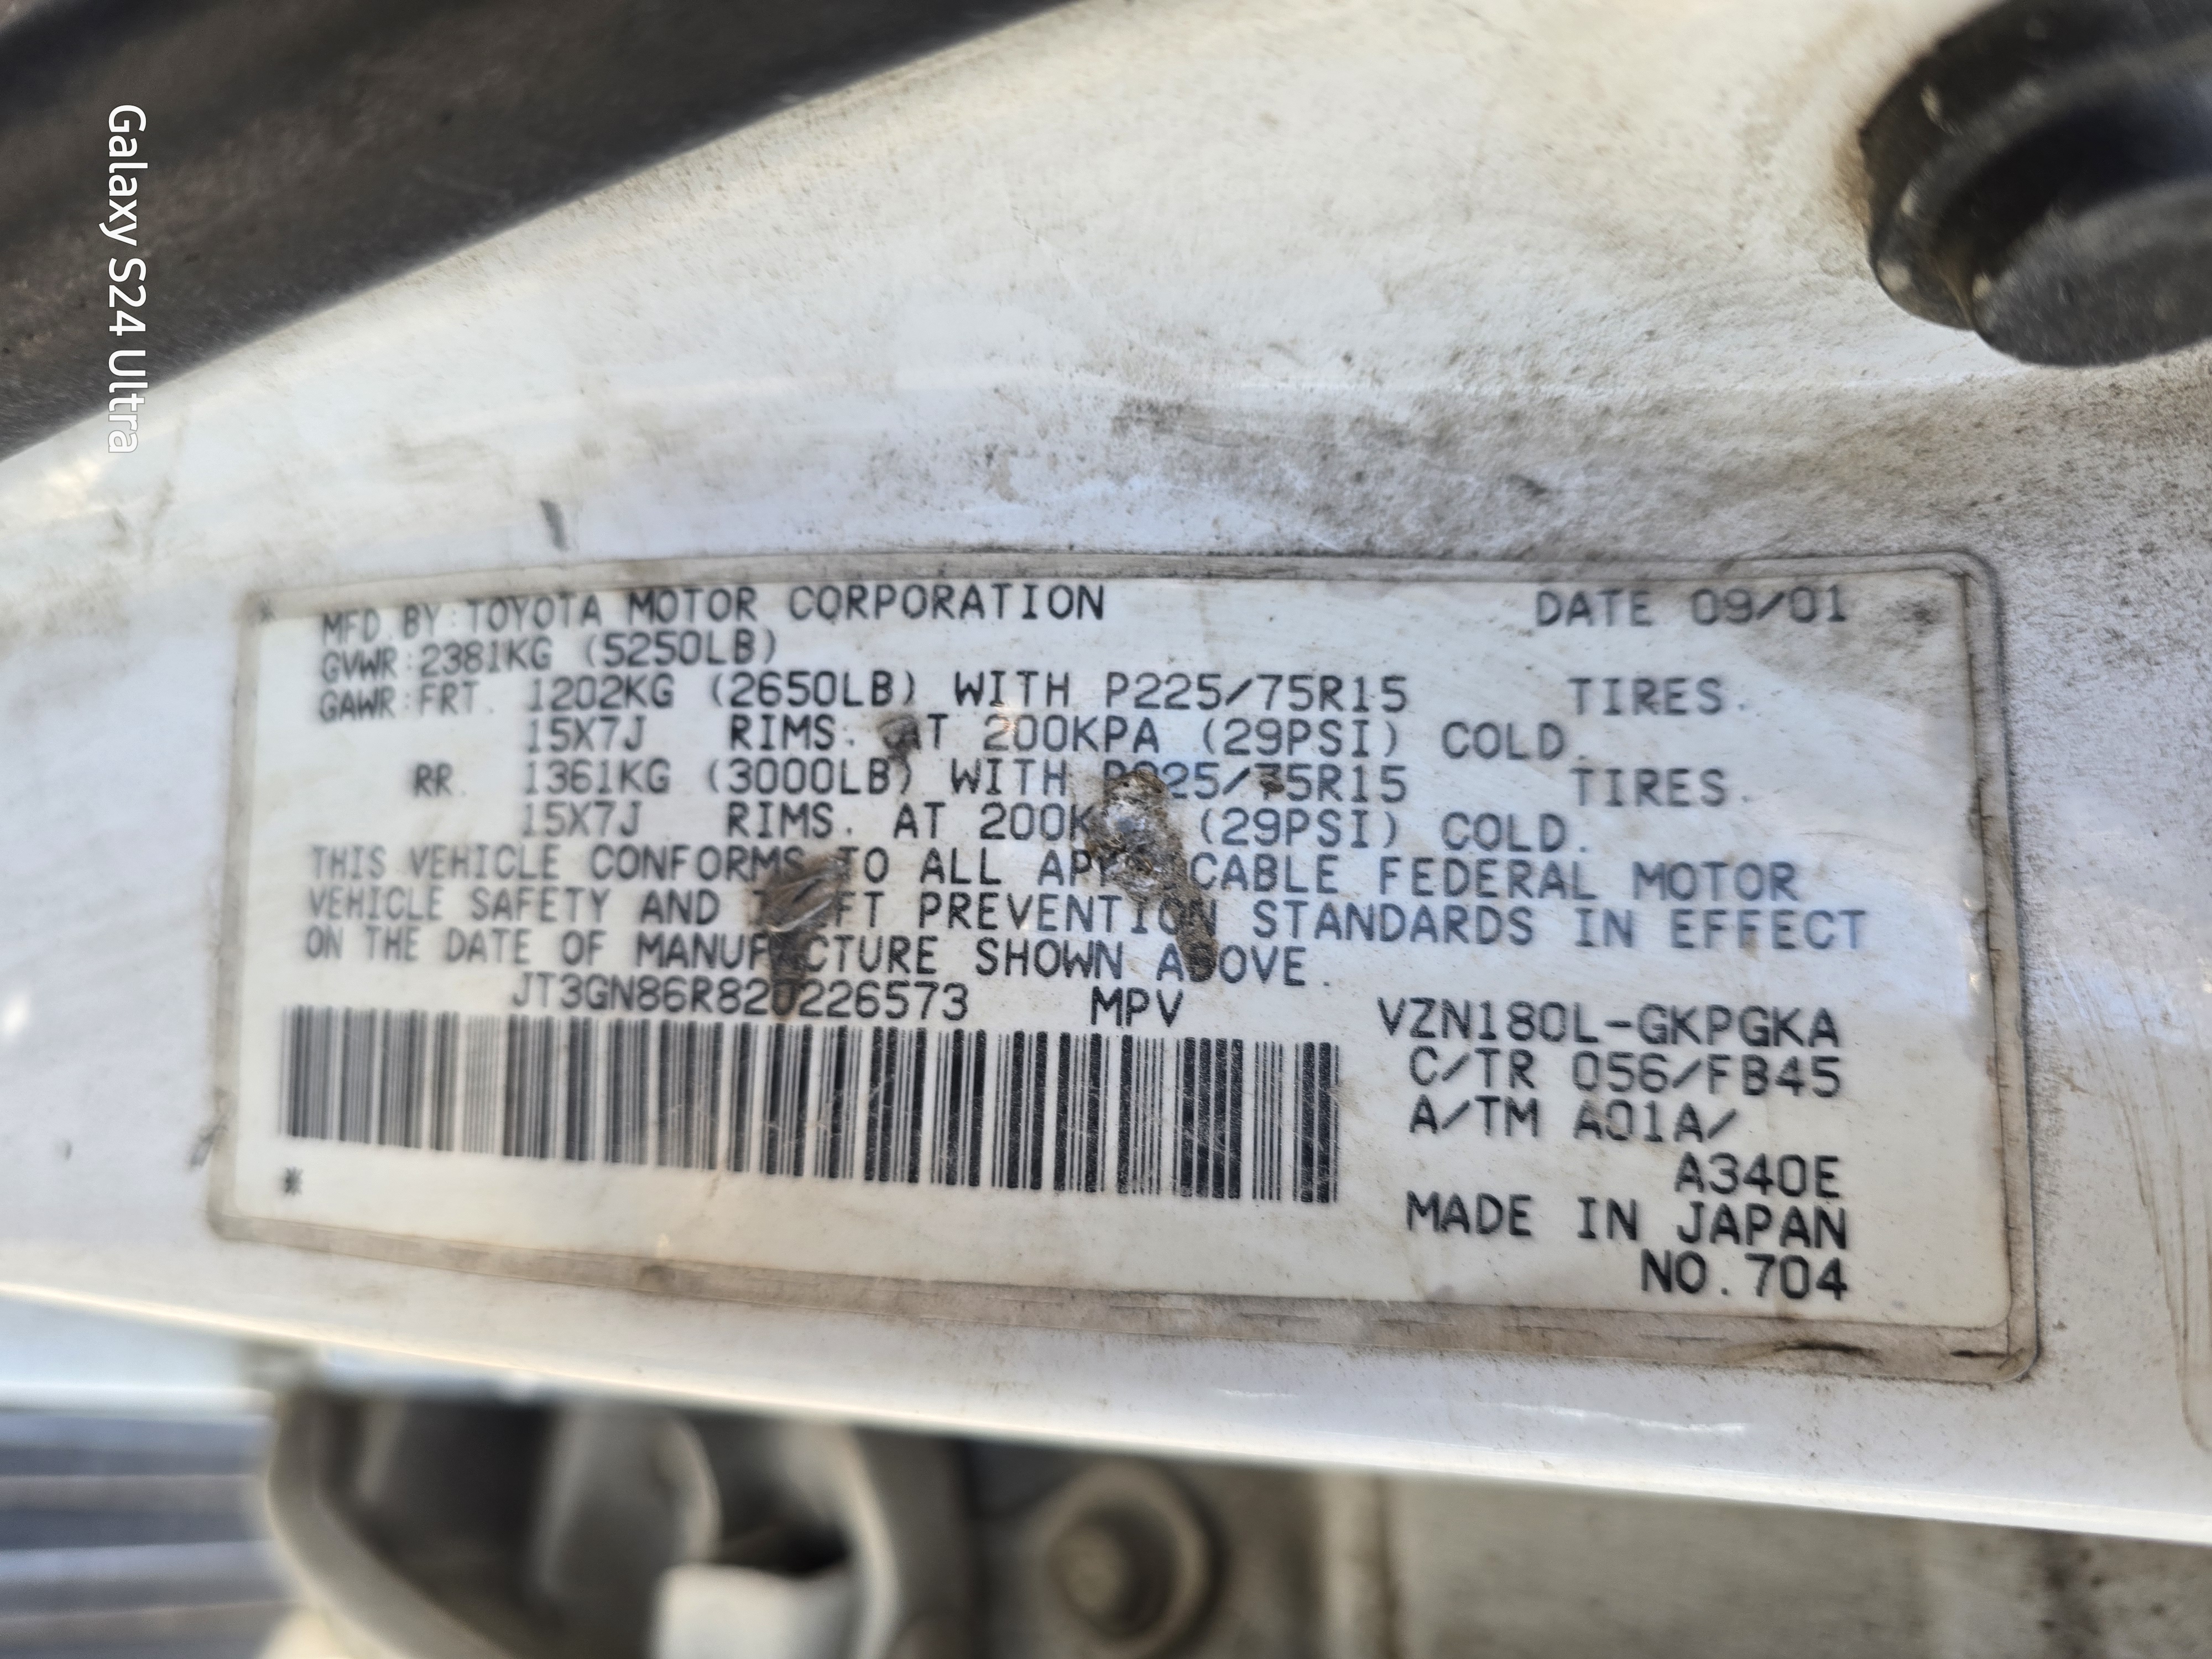 Galaxy S24 Ultra
MFD. BY: TOYOTA MOTOR CORPORATION DATE 09/01
GVWR: 2381KG (5250LB)
GAWR: FRT. 1202KG (2650LB) WITH P225/75R15 TIRES.
15X7J RIMS. AT 200KPA (29PSI) COLD.
RR. 1361KG (3000LB) WITH P225/75R15 TIRES.
15X7J RIMS. AT 200K (29PSI) COLD.
THIS VEHICLE CONFORMS TO ALL APPLICABLE FEDERAL MOTOR
VEHICLE SAFETY AND THEFT PREVENTION STANDARDS IN EFFECT
ON THE DATE OF MANUFACTURE SHOWN ABOVE.
JT3GN86R820226573 MPV VZN180L-GKPGKA
C/TR 056/FB45
A/TM A01A/
A340E
* MADE IN JAPAN
NO.704